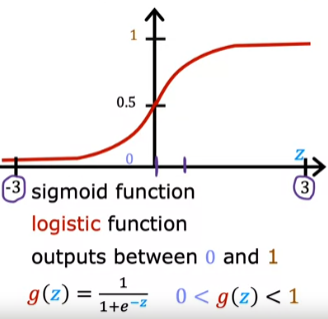 1
0.5
0
z
-3
3
sigmoid function
logistic function
outputs between 0 and 1
g(z) = 1/1+e^-z 0 < g(z) < 1